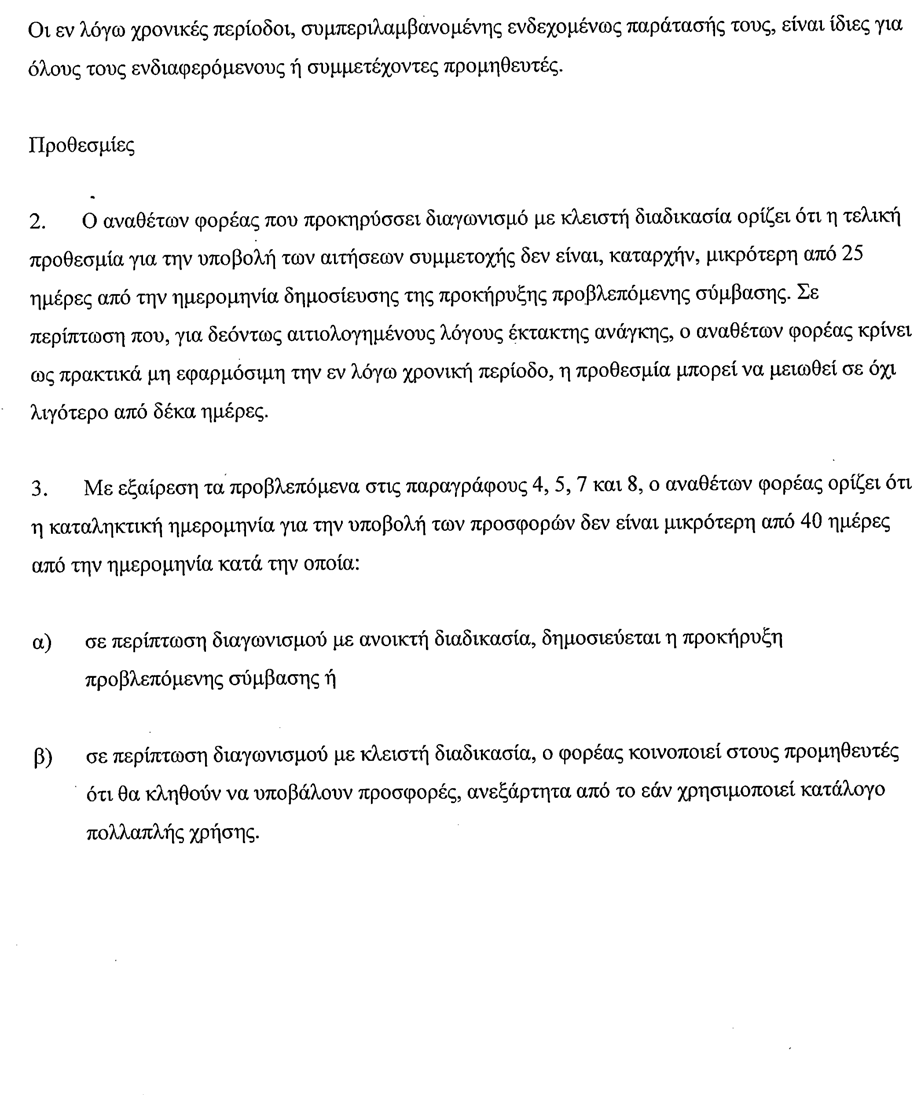 Οι εν λόγω χρονικές περίοδοι, συμπεριλαμβανομένης ενδεχομένως παράτασής τους, είναι ίδιες για
όλους τους ενδιαφερόμενους ή συμμετέχοντες προμηθευτές.
Προθεσμίες
2. Ο αναθέτων φορέας που προκηρύσσει διαγωνισμό με κλειστή διαδικασία ορίζει ότι η τελική
προθεσμία για την υποβολή των αιτήσεων συμμετοχής δεν είναι, καταρχήν, μικρότερη από 25
ημέρες από την ημερομηνία δημοσίευσης της προκήρυξης προβλεπόμενης σύμβασης. Σε
περίπτωση που, για δεόντως αιτιολογημένους λόγους έκτακτης ανάγκης, ο αναθέτων φορέας κρίνει
ως πρακτικά μη εφαρμόσιμη την εν λόγω χρονική περίοδο, η προθεσμία μπορεί να μειωθεί σε όχι
λιγότερο από δέκα ημέρες.
3. Με εξαίρεση τα προβλεπόμενα στις παραγράφους 4, 5, 7 και 8, ο αναθέτων φορέας ορίζει ότι
η καταληκτική ημερομηνία για την υποβολή των προσφορών δεν είναι μικρότερη από 40 ημέρες
από την ημερομηνία κατά την οποία:
α) σε περίπτωση διαγωνισμού με ανοικτή διαδικασία, δημοσιεύεται η προκήρυξη
προβλεπόμενης σύμβασης ή
β) σε περίπτωση διαγωνισμού με κλειστή διαδικασία, ο φορέας κοινοποιεί στους προμηθευτές
ότι θα κληθούν να υποβάλουν προσφορές, ανεξάρτητα από το εάν χρησιμοποιεί κατάλογο
πολλαπλής χρήσης.